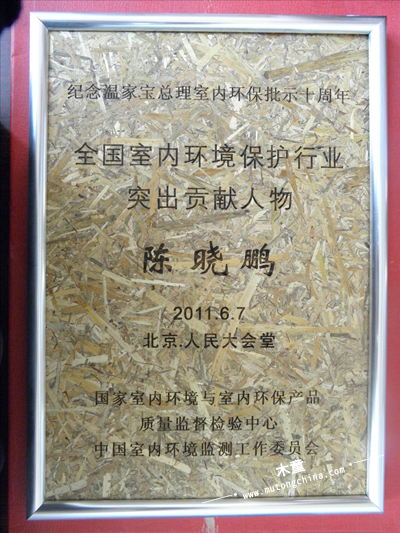 纪念温家宝总理室内环保批示十周年
全国室内环境保护行业
突出贡献人物
陈晓鹏
2011.6.7
北京.人民大会堂
国家室内环境与室内环保产品
质量监督检验中心
中国室内环境监测工作委员会
木童
www.mutongchina.com